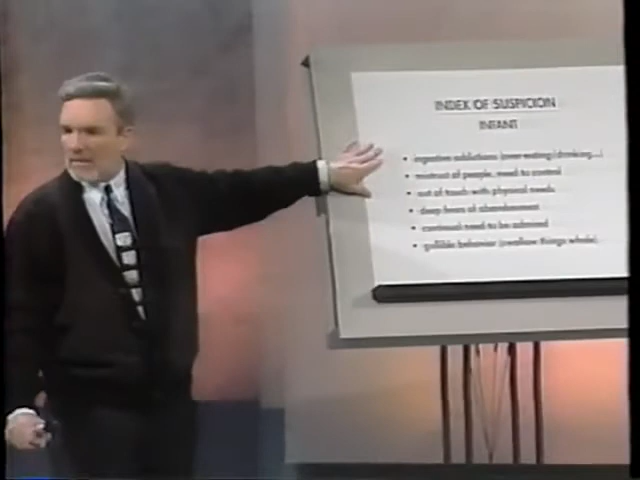 INDEX OF SUSPICION
INFANT
• ingestive addictions (over-eating/drinking...)
• mistrust of people, need to control
• out of touch with physical needs
• deep fears of abandonment
• continual need to be admired
• gullible behavior (swallow things whole)